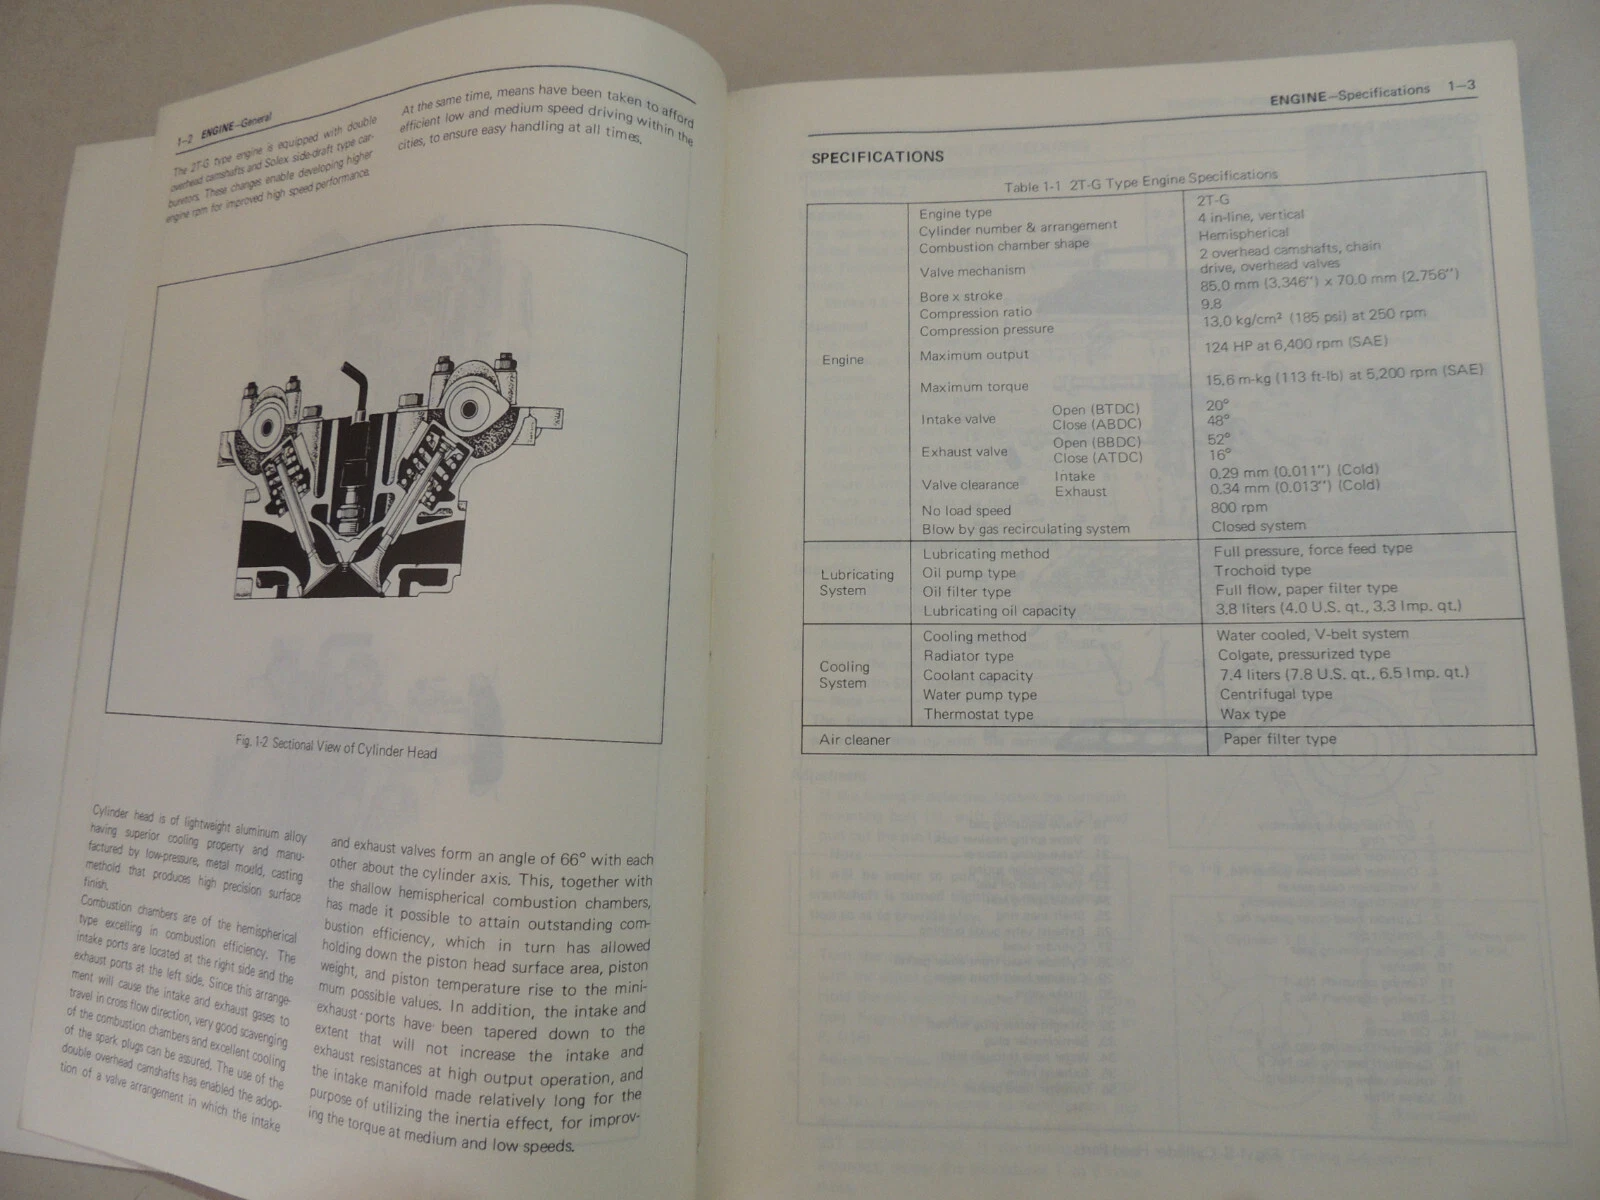 1–2 ENGINE–General
The 2T-G type engine is equipped with double
overhead camshafts and Solex side-draft type car-
buretors. These changes enable developing higher
engine rpm for improved high speed performance.
At the same time, means have been taken to afford
efficient low and medium speed driving within the
cities, to ensure easy handling at all times.
Fig. 1-2 Sectional View of Cylinder Head
Cylinder head is of lightweight aluminum alloy
having superior cooling property and manu-
factured by low-pressure, metal mould, casting
methold that produces high precision surface
finish.
Combustion chambers are of the hemispherical
type excelling in combustion efficiency. The
intake ports are located at the right side and the
exhaust ports at the left side. Since this arrange-
ment will cause the intake and exhaust gases to
travel in cross flow direction, very good scavenging
of the combustion chambers and excellent cooling
of the spark plugs can be assured. The use of the
double overhead camshafts has enabled the adop-
tion of a valve arrangement in which the intake
and exhaust valves form an angle of 66° with each
other about the cylinder axis. This, together with
the shallow hemispherical combustion chambers,
has made it possible to attain outstanding com-
bustion efficiency, which in turn has allowed
holding down the piston head surface area, piston
weight, and piston temperature rise to the mini-
mum possible values. In addition, the intake and
exhaust ports have been tapered down to the
extent that will not increase the intake and
exhaust resistances at high output operation, and
the intake manifold made relatively long for the
purpose of utilizing the inertia effect, for improv-
ing the torque at medium and low speeds.
ENGINE–Specifications 1–3
SPECIFICATIONS
Table 1-1 2T-G Type Engine Specifications
Engine
Engine type 2T-G
Cylinder number & arrangement 4 in-line, vertical
Combustion chamber shape Hemispherical
Valve mechanism 2 overhead camshafts, chain
drive, overhead valves
Bore x stroke 85.0 mm (3.346") x 70.0 mm (2.756")
Compression ratio 9.8
Compression pressure 13.0 kg/cm² (185 psi) at 250 rpm
Maximum output 124 HP at 6,400 rpm (SAE)
Maximum torque 15.6 m-kg (113 ft-lb) at 5,200 rpm (SAE)
Intake valve Open (BTDC) 20°
Close (ABDC) 48°
Exhaust valve Open (BBDC) 52°
Close (ATDC) 16°
Valve clearance Intake 0.29 mm (0.011") (Cold)
Exhaust 0.34 mm (0.013") (Cold)
No load speed 800 rpm
Blow by gas recirculating system Closed system
Lubricating
System
Lubricating method Full pressure, force feed type
Oil pump type Trochoid type
Oil filter type Full flow, paper filter type
Lubricating oil capacity 3.8 liters (4.0 U.S. qt., 3.3 Imp. qt.)
Cooling
System
Cooling method Water cooled, V-belt system
Radiator type Colgate, pressurized type
Coolant capacity 7.4 liters (7.8 U.S. qt., 6.5 Imp. qt.)
Water pump type Centrifugal type
Thermostat type Wax type
Air cleaner Paper filter type